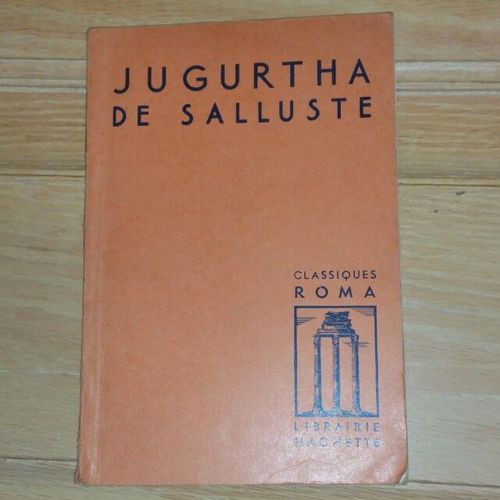 JUGURTHA
DE SALLUSTE
CLASSIQUES
ROMA
LIBRAIRIE
HACHETTE